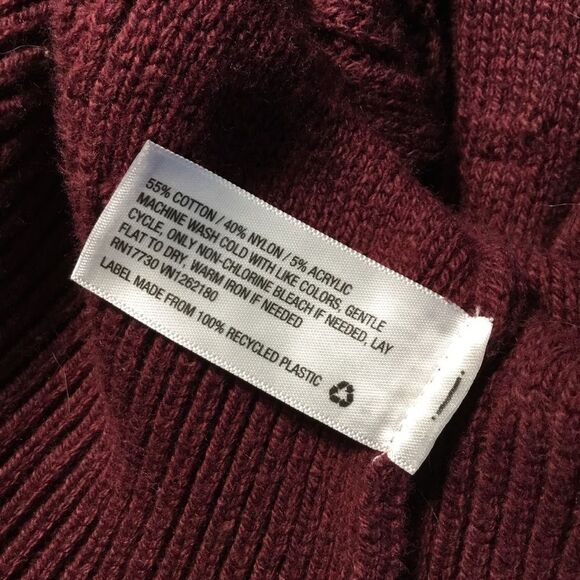 55% COTTON / 40% NYLON / 5% ACRYLIC
MACHINE WASH COLD WITH LIKE COLORS, GENTLE
CYCLE, ONLY NON-CHLORINE BLEACH IF NEEDED, LAY
FLAT TO DRY, WARM IRON IF NEEDED
RN17730 VN1262180
LABEL MADE FROM 100% RECYCLED PLASTIC